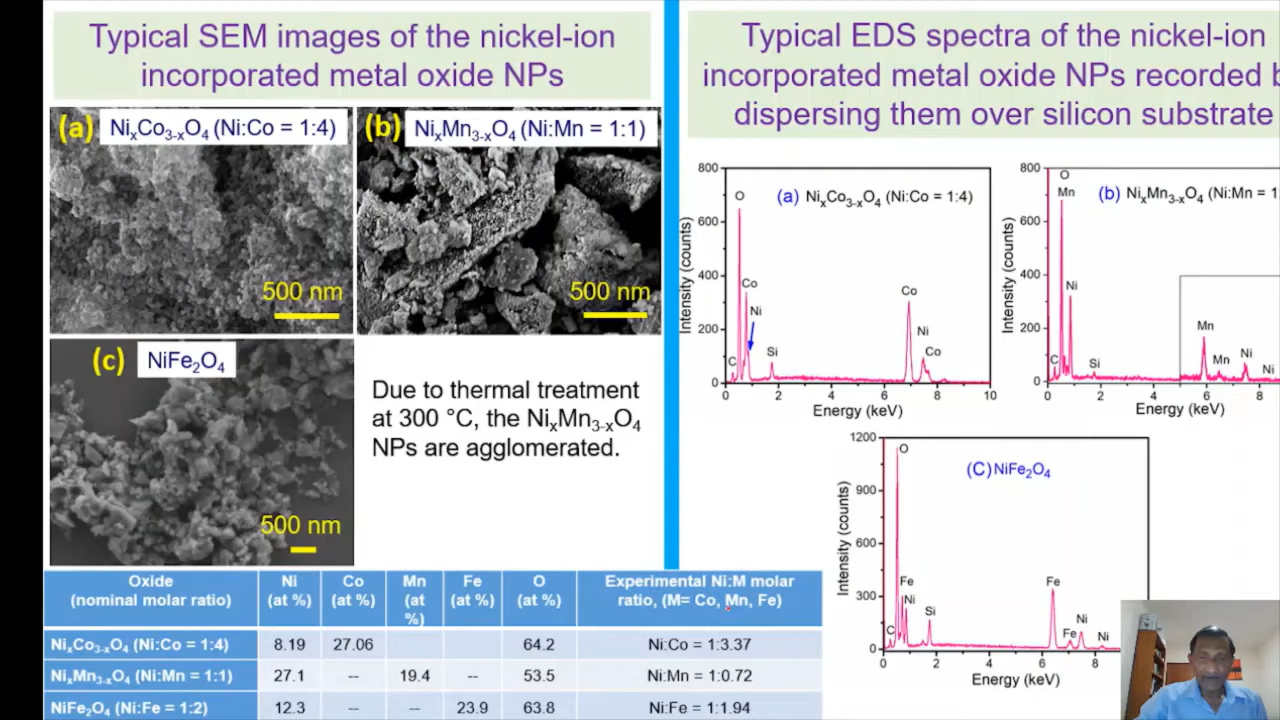 Typical SEM images of the nickel-ion
incorporated metal oxide NPs
(a) NiₓCo₃₋ₓO₄ (Ni:Co = 1:4)
500 nm
(b) NiₓMn₃₋ₓO₄ (Ni:Mn = 1:1)
500 nm
(c) NiFe₂O₄
500 nm
Due to thermal treatment
at 300 °C, the NiₓMn₃₋ₓO₄
NPs are agglomerated.
Oxide
(nominal molar ratio)
Ni
(at %)
Co
(at %)
Mn
(at
%)
Fe
(at %)
O
(at %)
Experimental Ni:M molar
ratio, (M= Co, Mn, Fe)
NiₓCo₃₋ₓO₄ (Ni:Co = 1:4) 8.19 27.06 64.2 Ni:Co = 1:3.37
NiₓMn₃₋ₓO₄ (Ni:Mn = 1:1) 27.1 -- 19.4 -- 53.5 Ni:Mn = 1:0.72
NiFe₂O₄ (Ni:Fe = 1:2) 12.3 -- -- 23.9 63.8 Ni:Fe = 1:1.94
Typical EDS spectra of the nickel-ion
incorporated metal oxide NPs recorded
dispersing them over silicon substrate
(a) NiₓCo₃₋ₓO₄ (Ni:Co = 1:4)
800
600
400
200
0
Intensity (counts)
O
Co
Ni
C
Si
Co
Ni
Co
0 2 4 6 8 10
Energy (keV)
(b) NiₓMn₃₋ₓO₄ (Ni:Mn = 1:
800
600
400
200
0
Intensity (counts)
O
Mn
Ni
C
Si
Mn
Mn
Ni
Ni
0 2 4 6 8
Energy (keV)
(C) NiFe₂O₄
1200
900
600
300
0
Intensity (counts)
O
Fe
Ni
C
Si
Fe
Fe
Ni
Ni
0 2 4 6 8
Energy (keV)